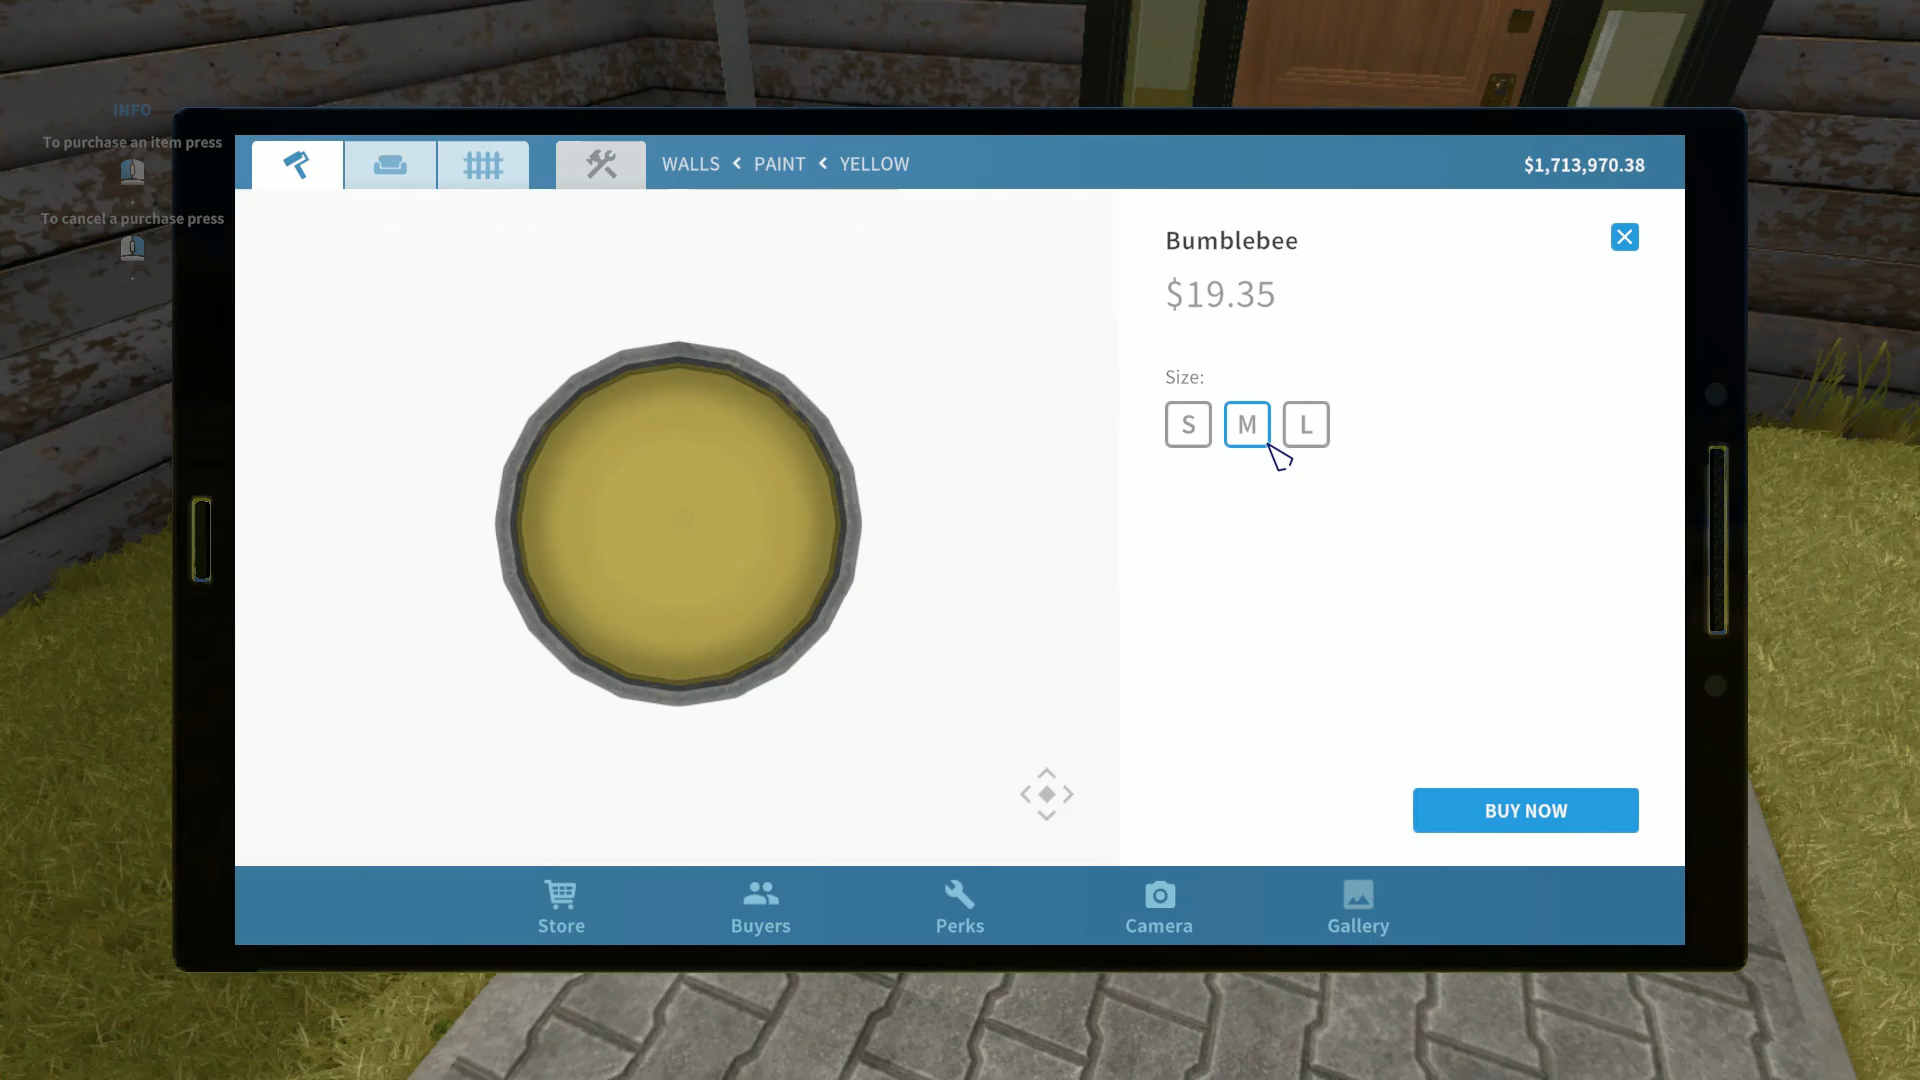 INFO
To purchase an item press
To cancel a purchase press
WALLS < PAINT < YELLOW
$1,713,970.38
Bumblebee
$19.35
Size:
S M L
BUY NOW
Store Buyers Perks Camera Gallery